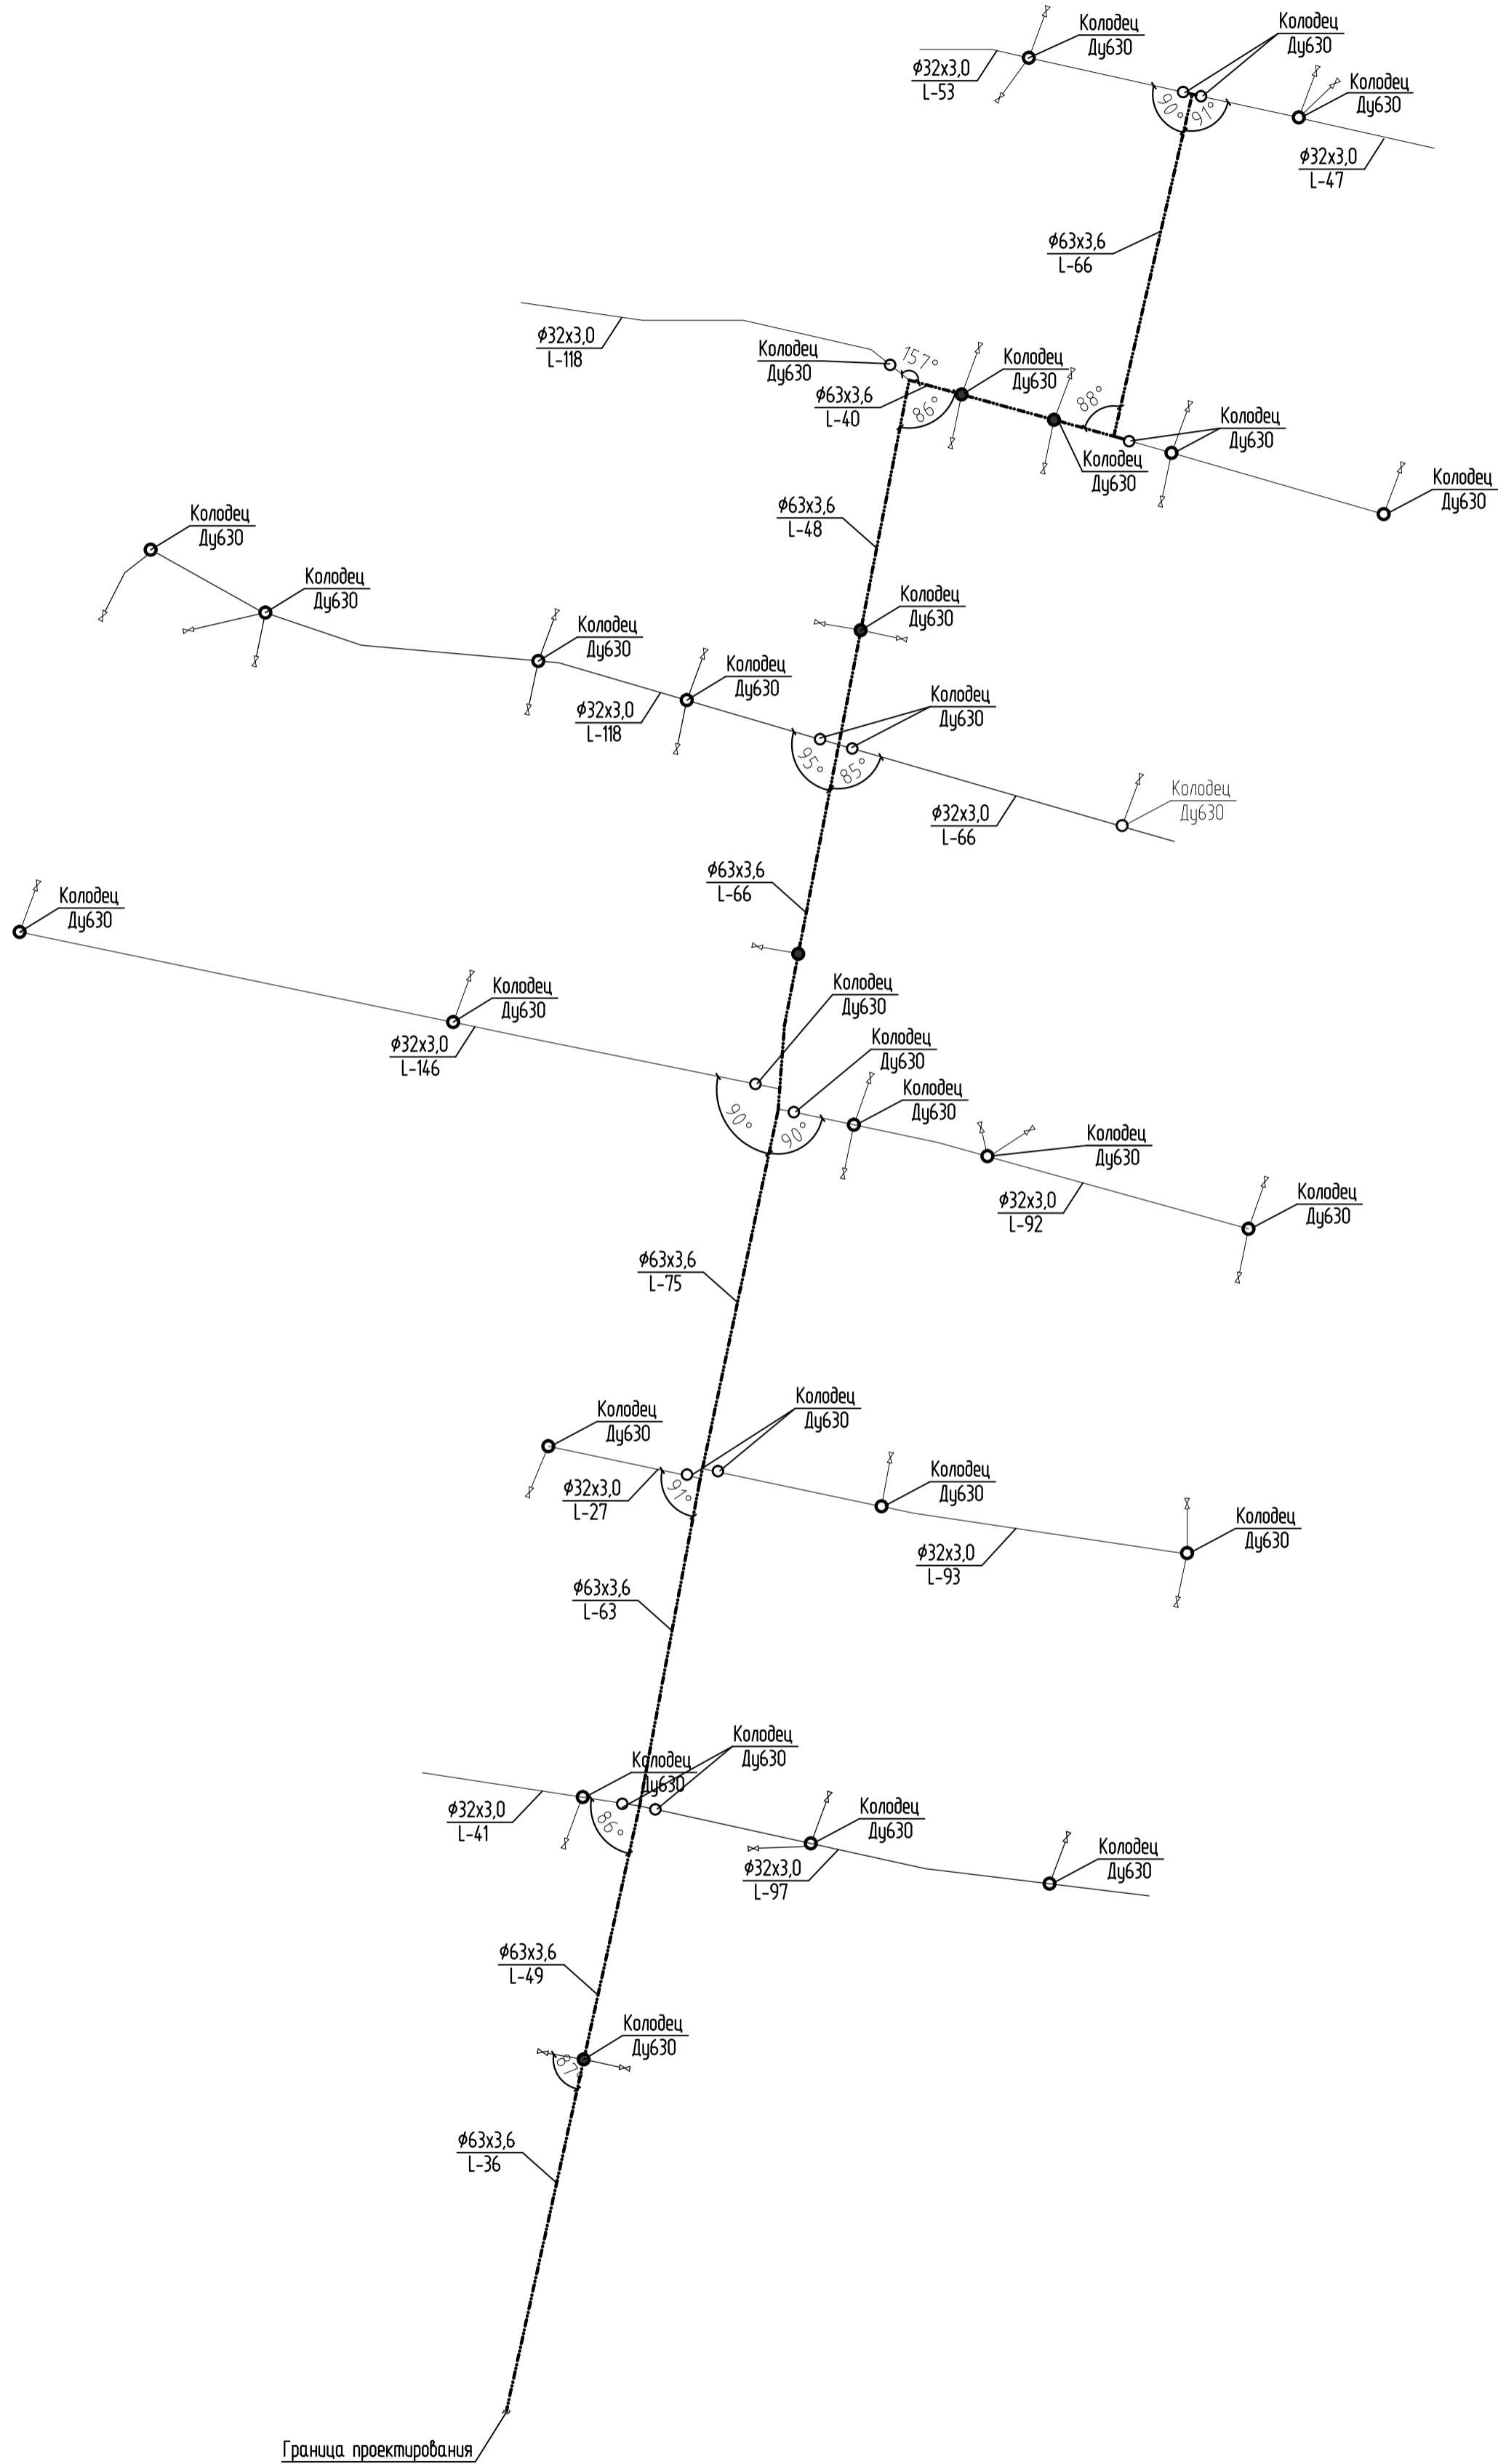 Колодец
Ду630
Колодец
Ду630
ϕ32х3,0
L-53
Колодец
Ду630
90°
91°
ϕ32х3,0
L-47
ϕ63х3,6
L-66
ϕ32х3,0
L-118
Колодец
Ду630
157°
Колодец
Ду630
ϕ63х3,6
L-40
86°
88°
Колодец
Ду630
Колодец
Ду630
Колодец
Ду630
ϕ63х3,6
L-48
Колодец
Ду630
Колодец
Ду630
Колодец
Ду630
Колодец
Ду630
Колодец
Ду630
Колодец
Ду630
ϕ32х3,0
L-118
95°
85°
Колодец
Ду630
ϕ32х3,0
L-66
ϕ63х3,6
L-66
Колодец
Ду630
Колодец
Ду630
Колодец
Ду630
ϕ32х3,0
L-146
Колодец
Ду630
Колодец
Ду630
90°
90°
Колодец
Ду630
ϕ32х3,0
L-92
Колодец
Ду630
ϕ63х3,6
L-75
Колодец
Ду630
Колодец
Ду630
ϕ32х3,0
L-27
91°
Колодец
Ду630
Колодец
Ду630
ϕ32х3,0
L-93
ϕ63х3,6
L-63
Колодец
Ду630
Колодец
Ду630
ϕ32х3,0
L-41
86°
Колодец
Ду630
ϕ32х3,0
L-97
Колодец
Ду630
ϕ63х3,6
L-49
Колодец
Ду630
87°
ϕ63х3,6
L-36
Граница проектирования